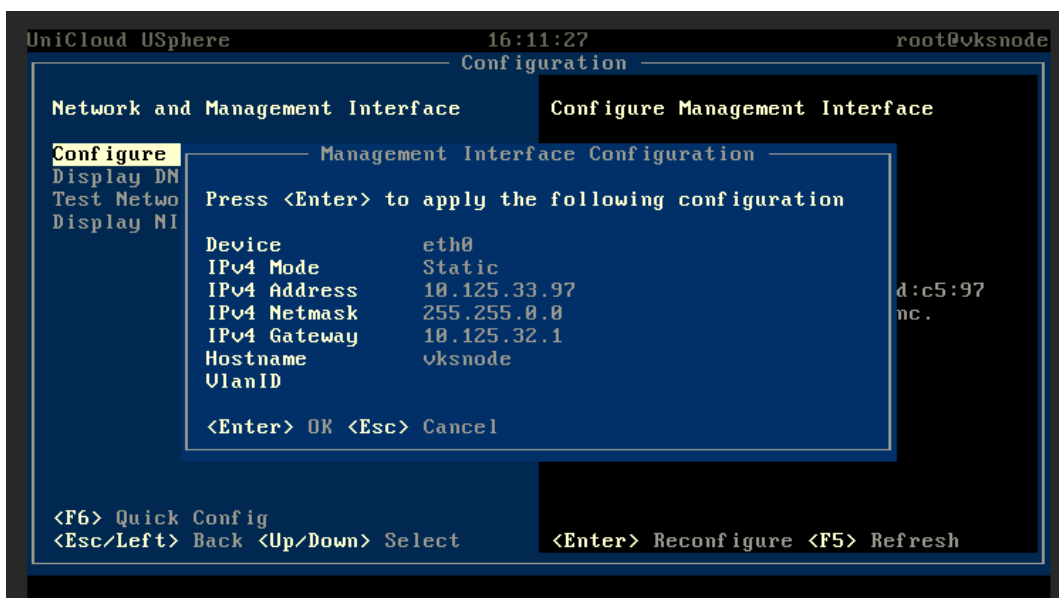 UniCloud USphere 16:11:27 root@vksnode
Configuration
Network and Management Interface
Configure Management Interface
Configure
Display DN
Test Netwo
Display NI
Management Interface Configuration
Press <Enter> to apply the following configuration
Device eth0
IPv4 Mode Static
IPv4 Address 10.125.33.97
IPv4 Netmask 255.255.0.0
IPv4 Gateway 10.125.32.1
Hostname vksnode
VlanID
<Enter> OK <Esc> Cancel
d:c5:97
nc.
<F6> Quick Config
<Esc/Left> Back <Up/Down> Select
<Enter> Reconfigure <F5> Refresh